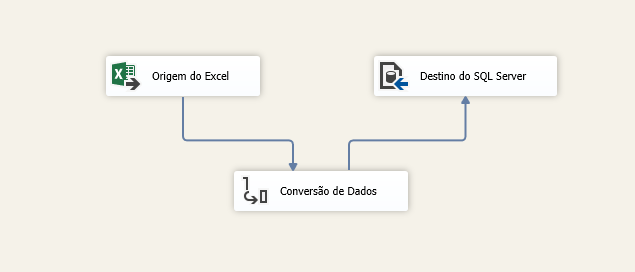 Origem do Excel
Destino do SQL Server
Conversão de Dados